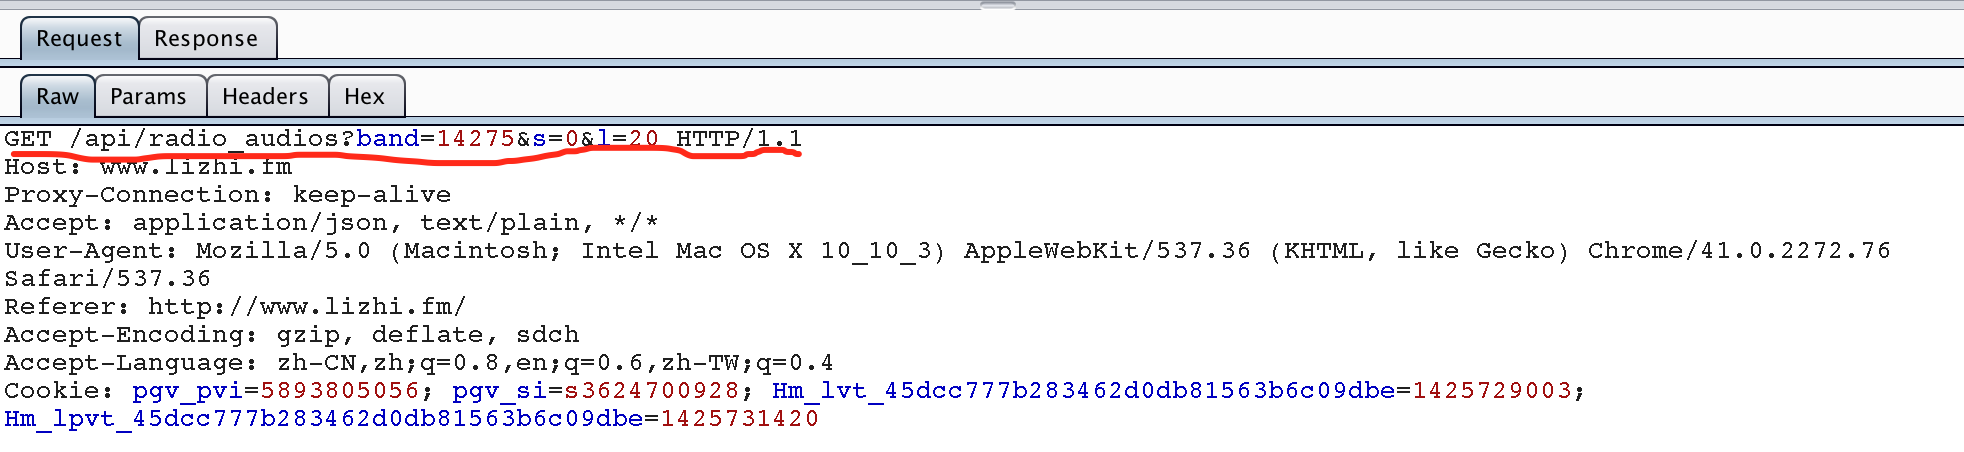 Request Response
Raw Params Headers Hex
GET /api/radio_audios?band=14275&s=0&l=20 HTTP/1.1
Host: www.lizhi.fm
Proxy-Connection: keep-alive
Accept: application/json, text/plain, */*
User-Agent: Mozilla/5.0 (Macintosh; Intel Mac OS X 10_10_3) AppleWebKit/537.36 (KHTML, like Gecko) Chrome/41.0.2272.76
Safari/537.36
Referer: http://www.lizhi.fm/
Accept-Encoding: gzip, deflate, sdch
Accept-Language: zh-CN,zh;q=0.8,en;q=0.6,zh-TW;q=0.4
Cookie: pgv_pvi=5893805056; pgv_si=s3624700928; Hm_lvt_45dcc777b283462d0db81563b6c09dbe=1425729003;
Hm_lpvt_45dcc777b283462d0db81563b6c09dbe=1425731420